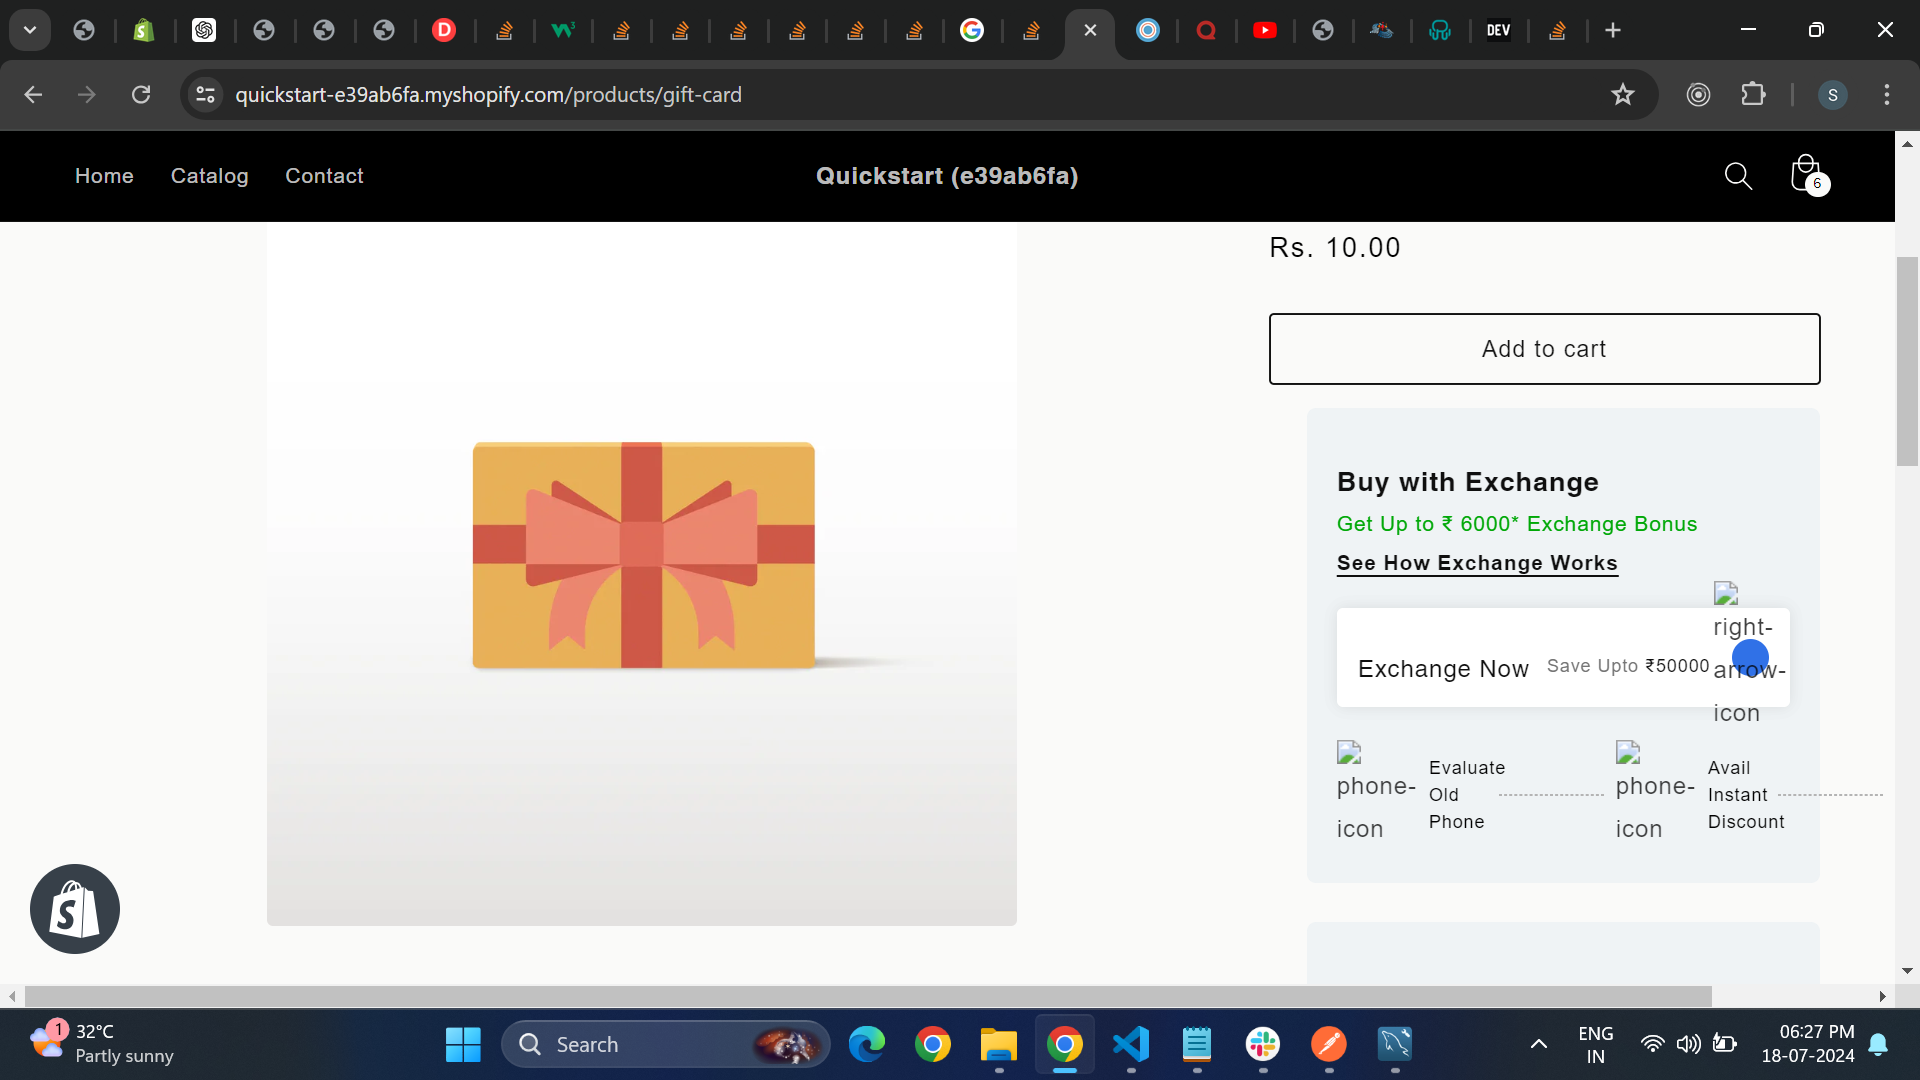 W3
DEV
quickstart-e39ab6fa.myshopify.com/products/gift-card
S
Home
Catalog
Contact
Quickstart (e39ab6fa)
6
Rs. 10.00
Add to cart
Buy with Exchange
Get Up to ₹ 6000* Exchange Bonus
See How Exchange Works
Exchange Now
Save Upto ₹50000
right-
arrow-
icon
phone-
icon
Evaluate
Old
Phone
phone-
icon
Avail
Instant
Discount
1
32°C
Partly sunny
Search
ENG
IN
06:27 PM
18-07-2024